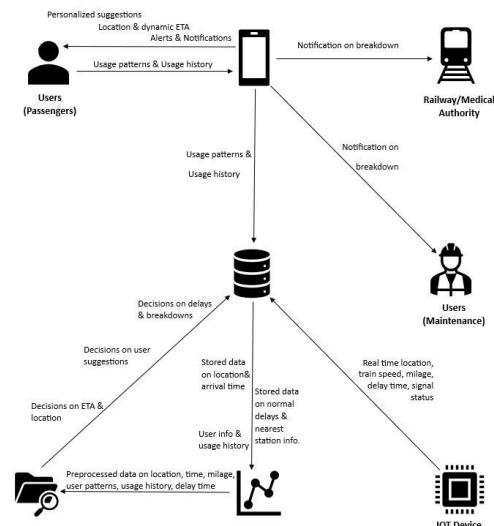 Personalized suggestions
Location & dynamic ETA
Alerts & Notifications
Usage patterns & Usage history
Users
(Passengers)
Notification on breakdown
Railway/Medical
Authority
Usage patterns &
Usage history
Notification on
breakdown
Users
(Maintenance)
Decisions on delays
& breakdowns
Decisions on user
suggestions
Decisions on ETA &
location
Stored data
on location&
arrival time
Stored data
on normal
delays &
nearest
station info.
User info &
usage history
Real time location,
train speed, milage,
delay time, signal
status
Preprocessed data on location, time, milage,
user patterns, usage history, delay time
IOT Device